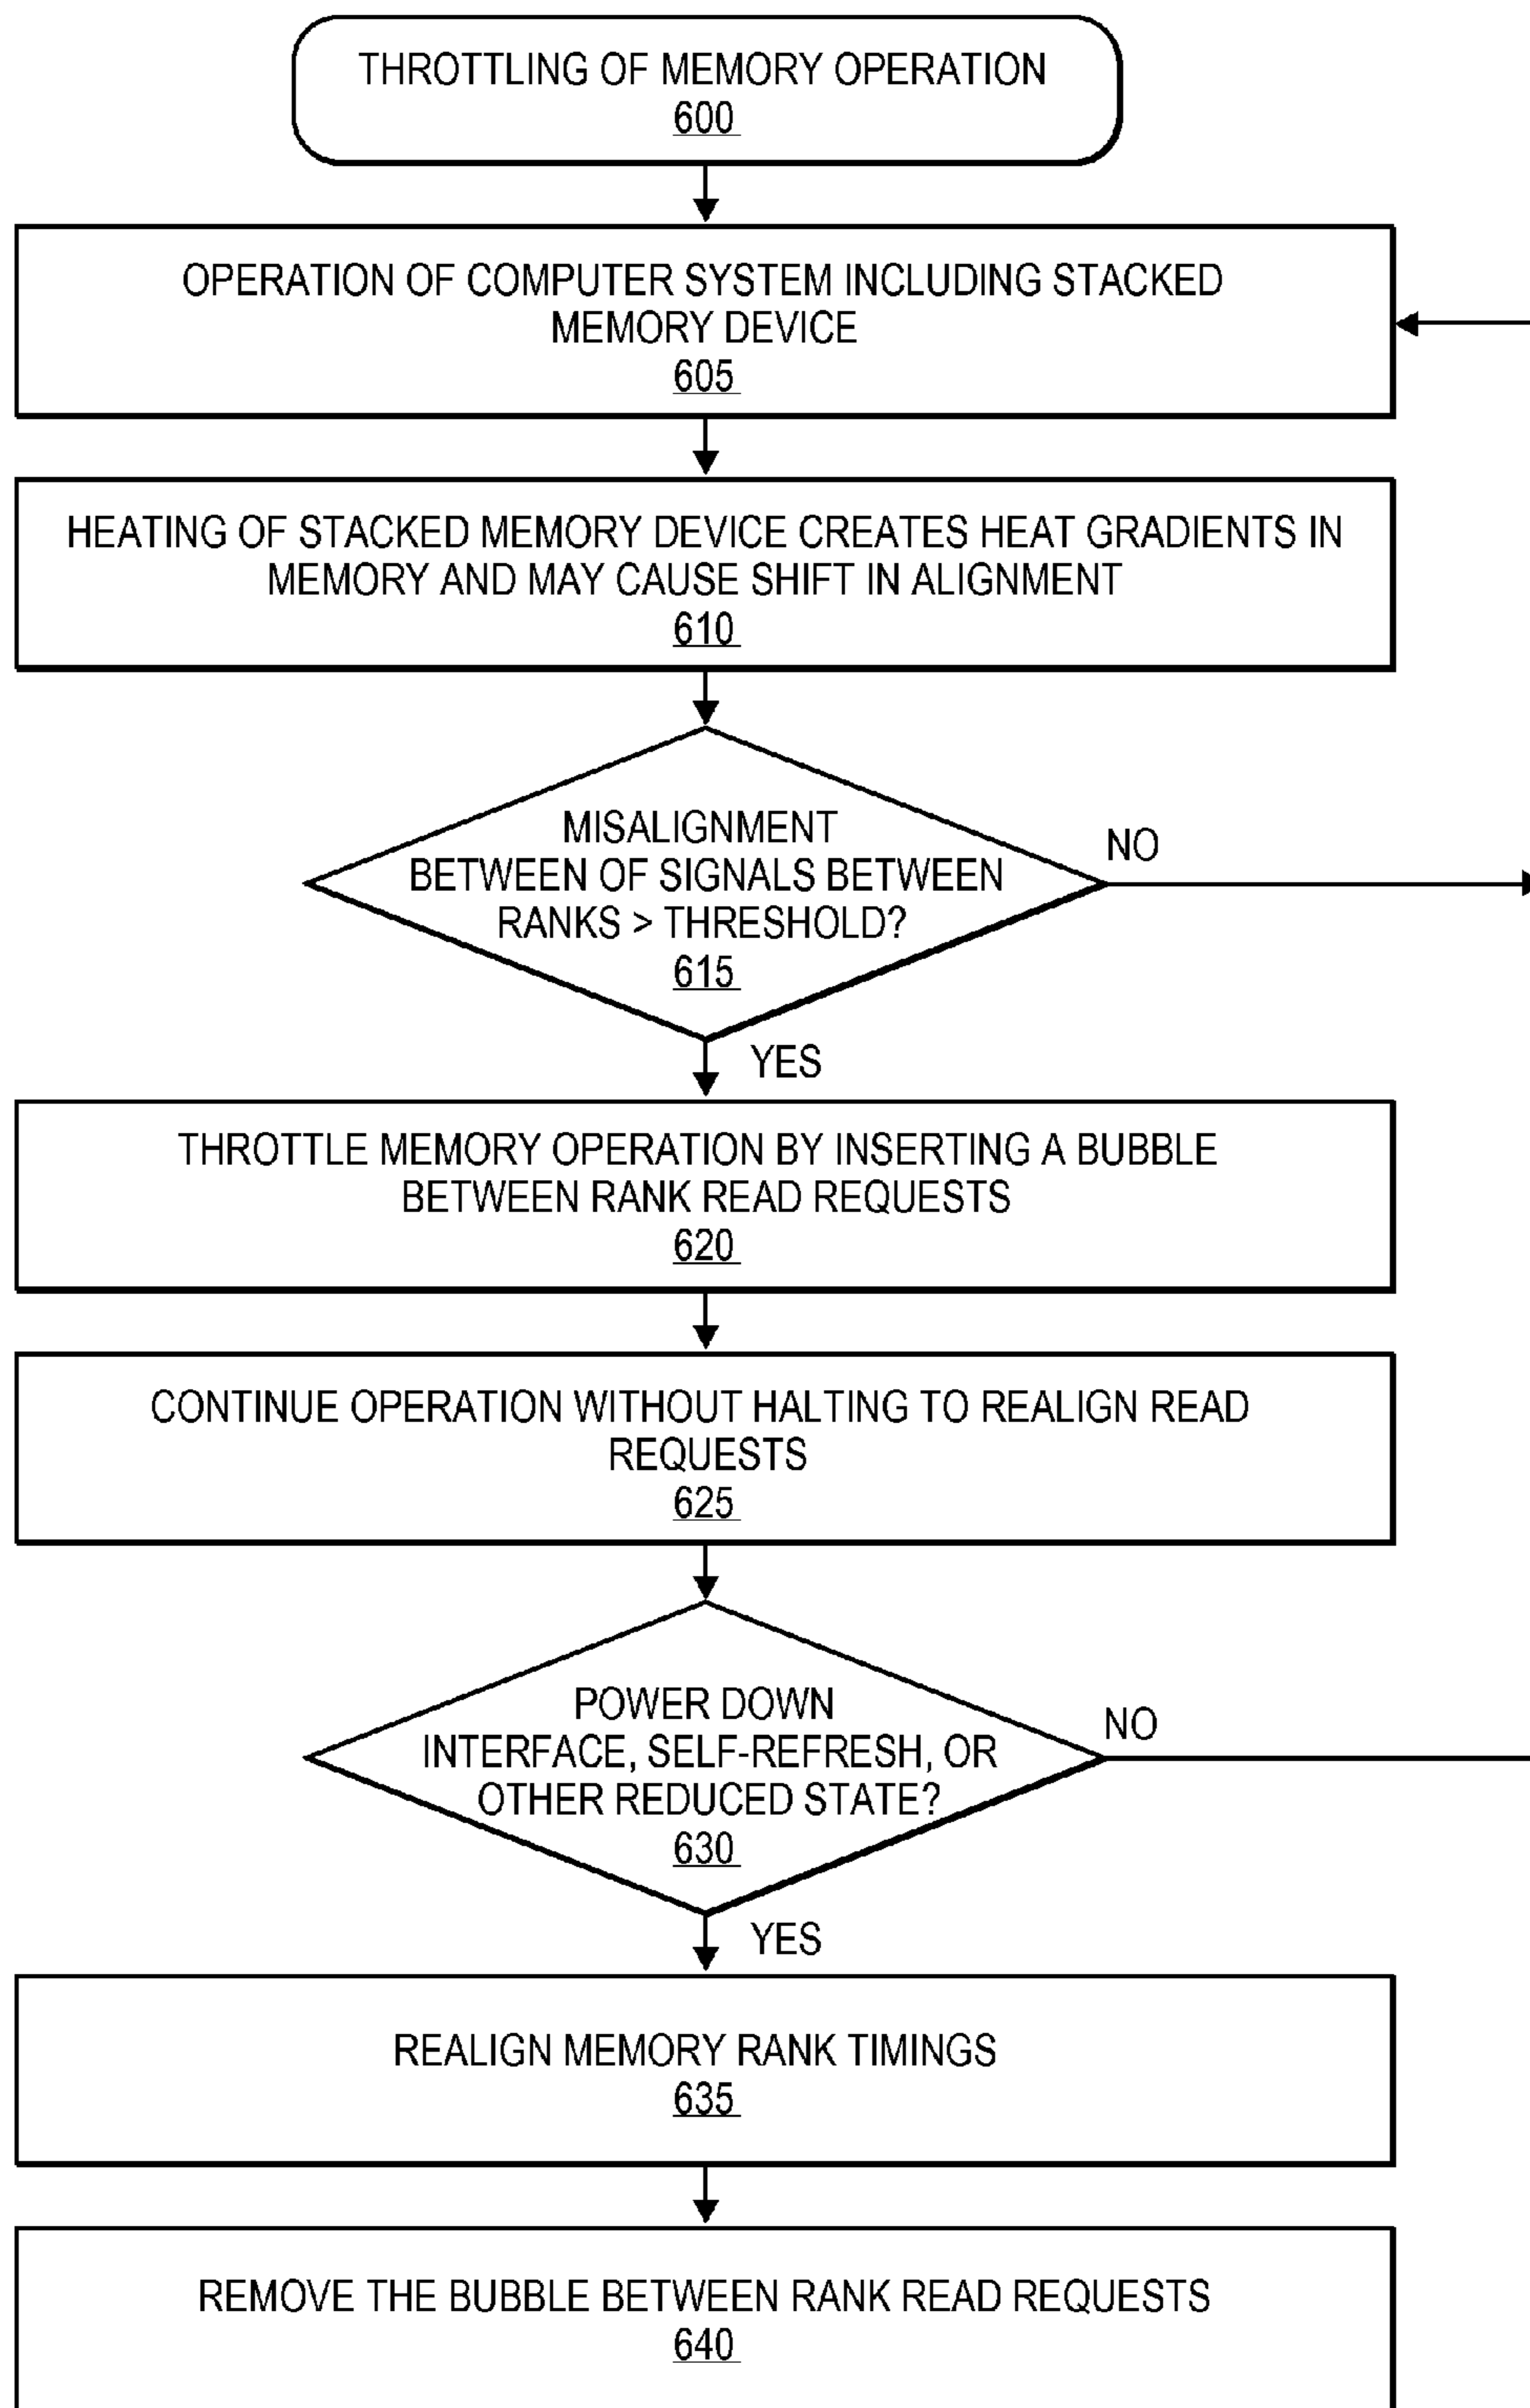 THROTTLING OF MEMORY OPERATION
600
OPERATION OF COMPUTER SYSTEM INCLUDING STACKED
MEMORY DEVICE
605
HEATING OF STACKED MEMORY DEVICE CREATES HEAT GRADIENTS IN
MEMORY AND MAY CAUSE SHIFT IN ALIGNMENT
610
MISALIGNMENT
BETWEEN OF SIGNALS BETWEEN
RANKS > THRESHOLD?
615
NO
YES
THROTTLE MEMORY OPERATION BY INSERTING A BUBBLE
BETWEEN RANK READ REQUESTS
620
CONTINUE OPERATION WITHOUT HALTING TO REALIGN READ
REQUESTS
625
POWER DOWN
INTERFACE, SELF-REFRESH, OR
OTHER REDUCED STATE?
630
NO
YES
REALIGN MEMORY RANK TIMINGS
635
REMOVE THE BUBBLE BETWEEN RANK READ REQUESTS
640